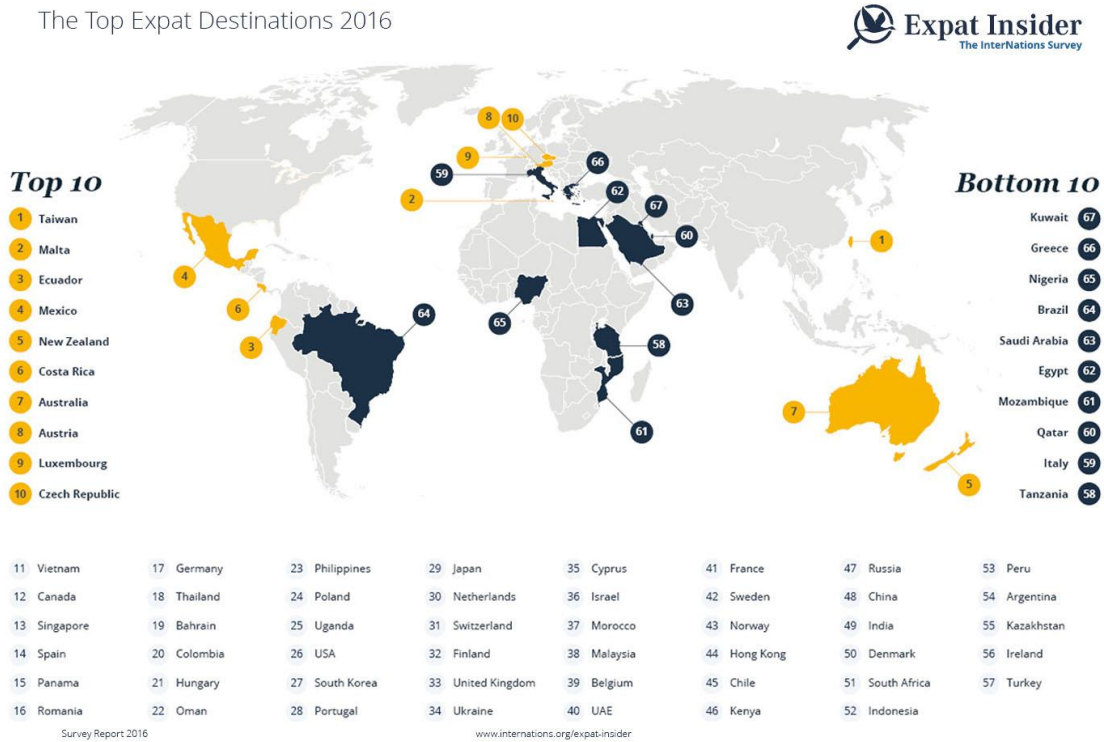 The Top Expat Destinations 2016
Expat Insider
The InterNations Survey
Top 10
1 Taiwan
2 Malta
3 Ecuador
4 Mexico
5 New Zealand
6 Costa Rica
7 Australia
8 Austria
9 Luxembourg
10 Czech Republic
8 10
9
59
2
66
62
67
60
1
4
6
3
64
65
63
58
61
7
5
Bottom 10
Kuwait 67
Greece 66
Nigeria 65
Brazil 64
Saudi Arabia 63
Egypt 62
Mozambique 61
Qatar 60
Italy 59
Tanzania 58
11 Vietnam
12 Canada
13 Singapore
14 Spain
15 Panama
16 Romania
17 Germany
18 Thailand
19 Bahrain
20 Colombia
21 Hungary
22 Oman
23 Philippines
24 Poland
25 Uganda
26 USA
27 South Korea
28 Portugal
29 Japan
30 Netherlands
31 Switzerland
32 Finland
33 United Kingdom
34 Ukraine
35 Cyprus
36 Israel
37 Morocco
38 Malaysia
39 Belgium
40 UAE
41 France
42 Sweden
43 Norway
44 Hong Kong
45 Chile
46 Kenya
47 Russia
48 China
49 India
50 Denmark
51 South Africa
52 Indonesia
53 Peru
54 Argentina
55 Kazakhstan
56 Ireland
57 Turkey
Survey Report 2016
www.internations.org/expat-insider